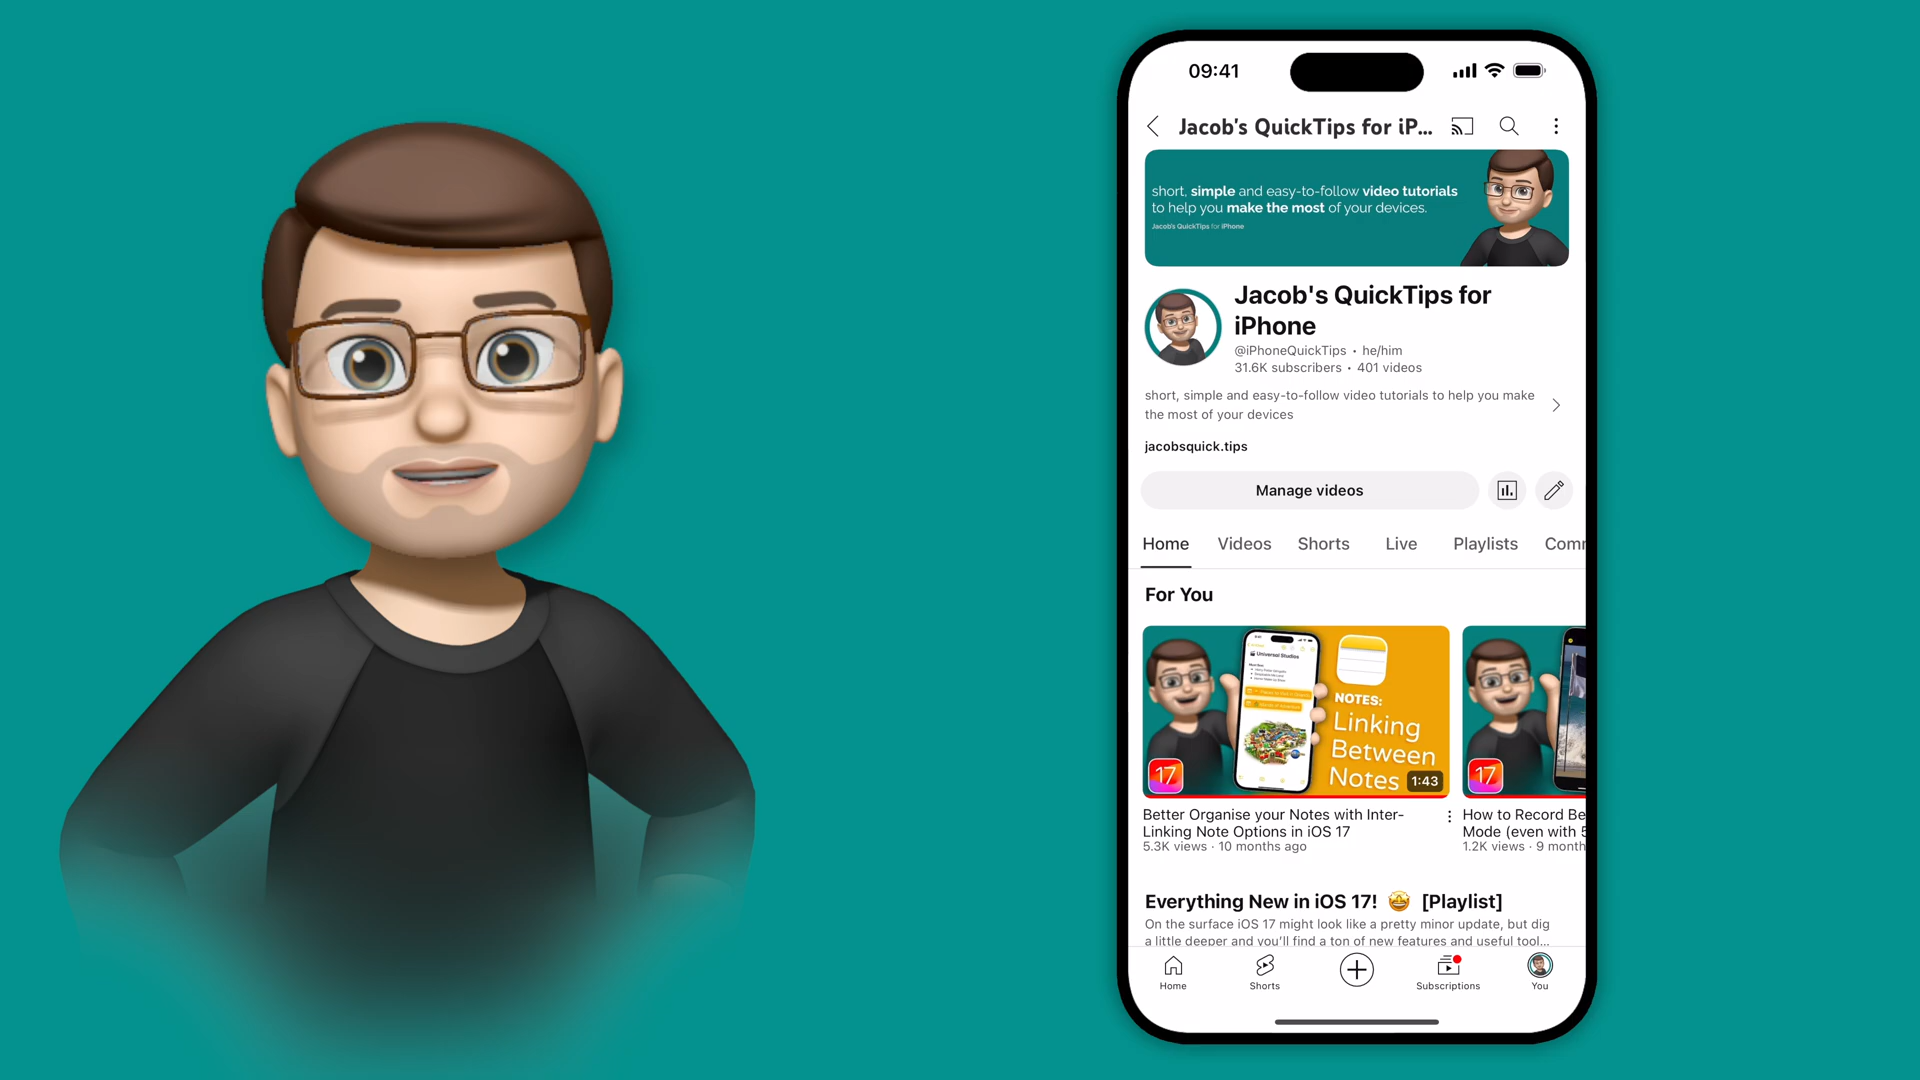 09:41
Jacob's QuickTips for iP...
short, simple and easy-to-follow video tutorials
to help you make the most of your devices.
Jacob's QuickTips for iPhone
Jacob's QuickTips for
iPhone
@iPhoneQuickTips • he/him
31.6K subscribers • 401 videos
short, simple and easy-to-follow video tutorials to help you make
the most of your devices
jacobsquick.tips
Manage videos
Home Videos Shorts Live Playlists Comm
For You
Universal Studios
NOTES:
Linking
Between
Notes
17
1:43
17
Better Organise your Notes with Inter-
Linking Note Options in iOS 17
5.3K views · 10 months ago
How to Record Be
Mode (even with 5
1.2K views · 9 month
Everything New in iOS 17! 🤩 [Playlist]
On the surface iOS 17 might look like a pretty minor update, but dig
a little deeper and you'll find a ton of new features and useful tool...
Home Shorts Subscriptions You